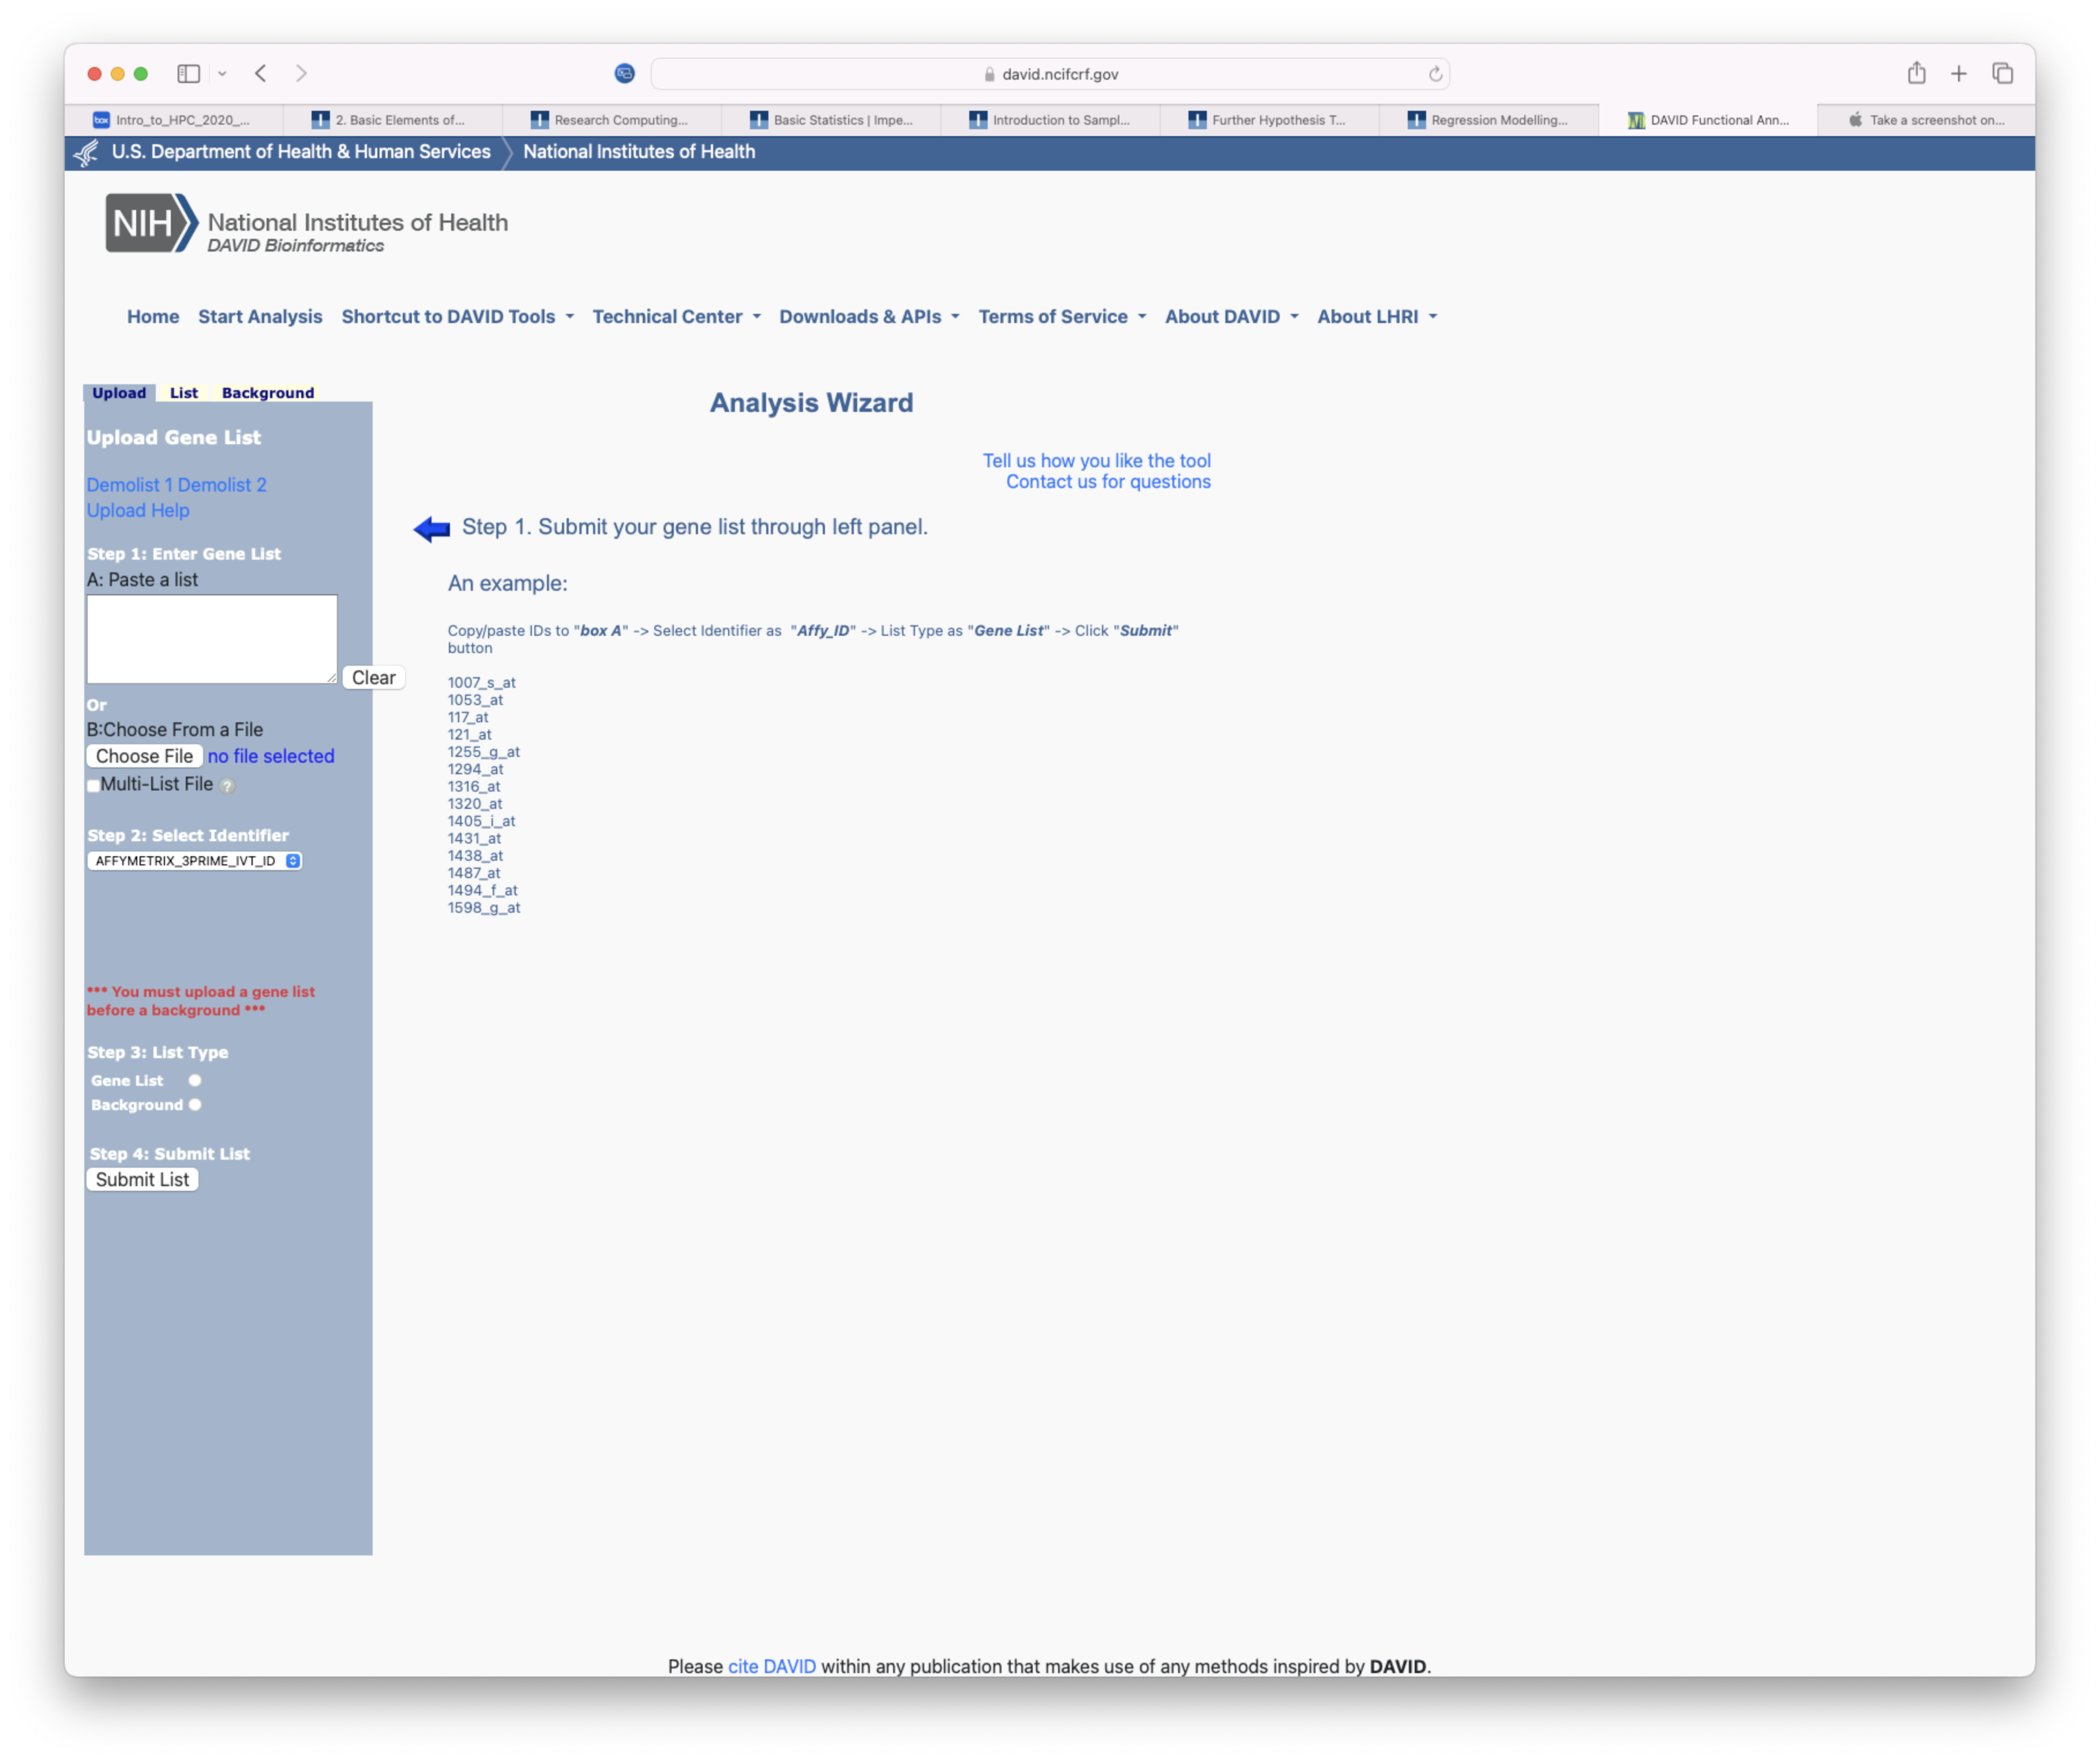 david.ncifcrf.gov
Intro_to_HPC_2020_...
2. Basic Elements of...
Research Computing...
Basic Statistics | Impe...
Introduction to Sampl...
Further Hypothesis T...
Regression Modelling...
DAVID Functional Ann...
Take a screenshot on...
U.S. Department of Health & Human Services
National Institutes of Health
NIH
National Institutes of Health
DAVID Bioinformatics
Home Start Analysis Shortcut to DAVID Tools Technical Center Downloads & APIs Terms of Service About DAVID About LHRI
Upload List Background
Upload Gene List
Demolist 1 Demolist 2
Upload Help
Step 1: Enter Gene List
A: Paste a list
Clear
Or
B:Choose From a File
Choose File no file selected
Multi-List File ?
Step 2: Select Identifier
AFFYMETRIX_3PRIME_IVT_ID
*** You must upload a gene list
before a background ***
Step 3: List Type
Gene List
Background
Step 4: Submit List
Submit List
Analysis Wizard
Tell us how you like the tool
Contact us for questions
Step 1. Submit your gene list through left panel.
An example:
Copy/paste IDs to "box A" -> Select Identifier as "Affy_ID" -> List Type as "Gene List" -> Click "Submit"
button
1007_s_at
1053_at
117_at
121_at
1255_g_at
1294_at
1316_at
1320_at
1405_i_at
1431_at
1438_at
1487_at
1494_f_at
1598_g_at
Please cite DAVID within any publication that makes use of any methods inspired by DAVID.